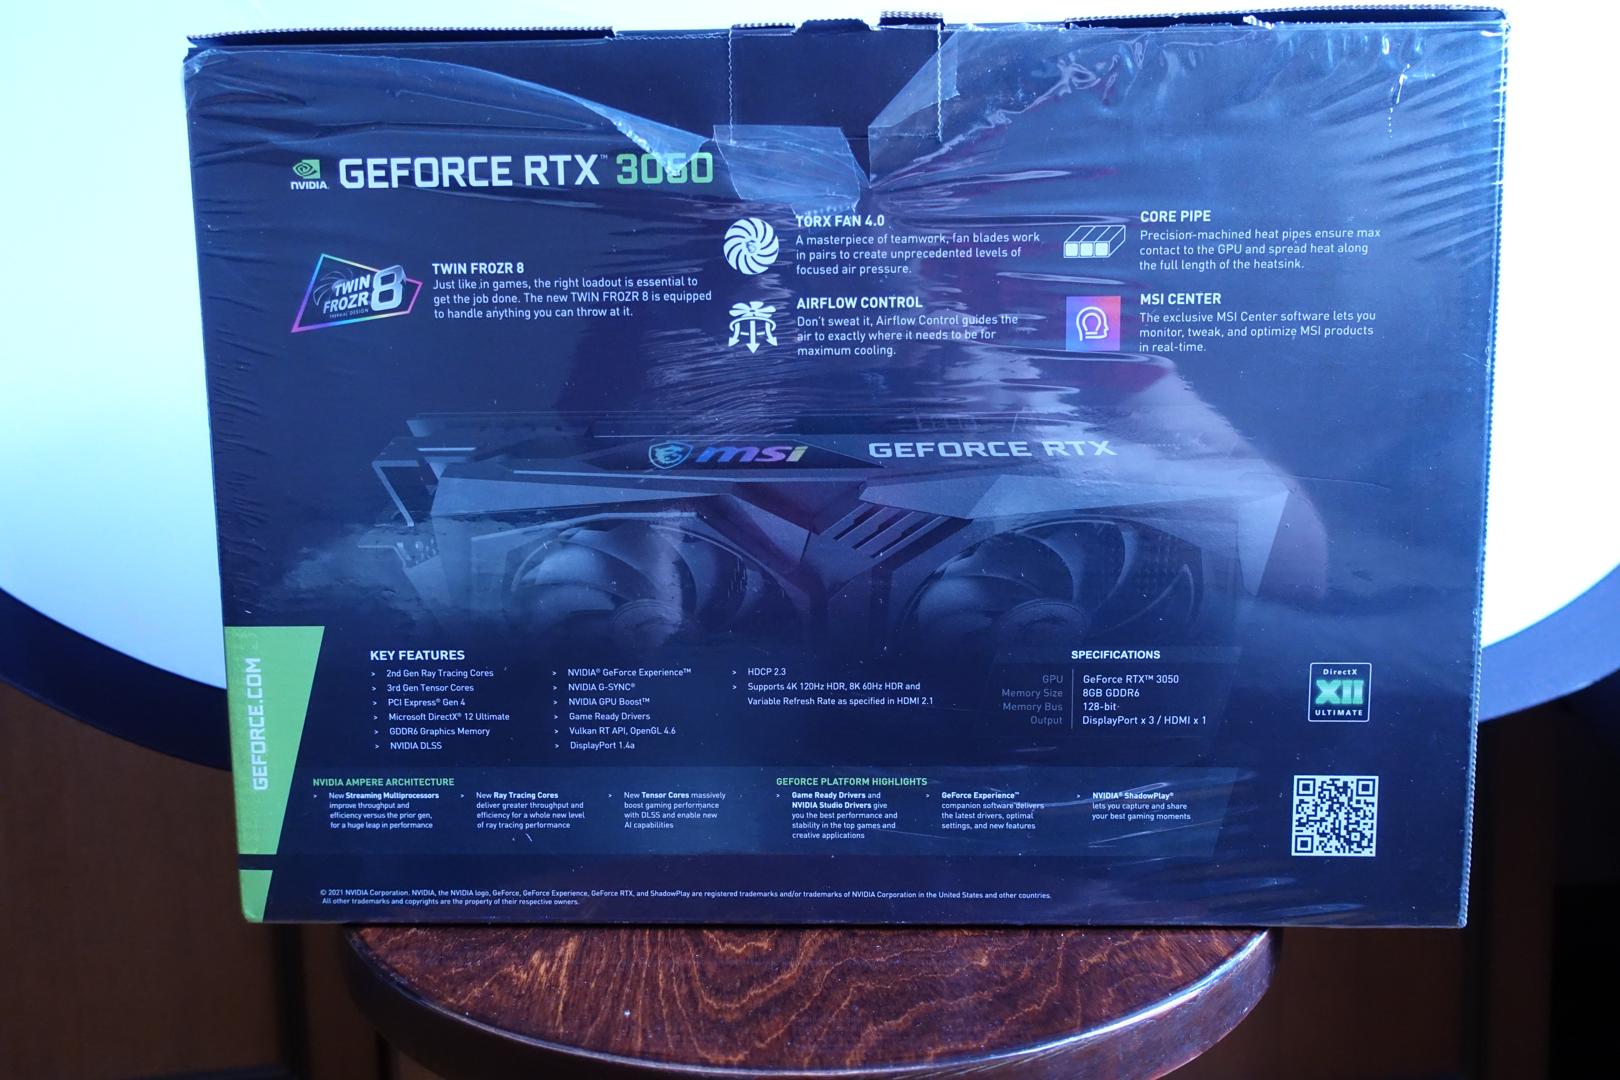 NVIDIA
GEFORCE RTX™ 3050
TWIN FROZR 8
THERMAL DESIGN
TWIN FROZR 8
Just like in games, the right loadout is essential to
get the job done. The new TWIN FROZR 8 is equipped
to handle anything you can throw at it.
TORX FAN 4.0
A masterpiece of teamwork, fan blades work
in pairs to create unprecedented levels of
focused air pressure.
AIRFLOW CONTROL
Don't sweat it, Airflow Control guides the
air to exactly where it needs to be for
maximum cooling.
CORE PIPE
Precision-machined heat pipes ensure max
contact to the GPU and spread heat along
the full length of the heatsink.
MSI CENTER
The exclusive MSI Center software lets you
monitor, tweak, and optimize MSI products
in real-time.
msi GEFORCE RTX
GEFORCE.COM
KEY FEATURES
> 2nd Gen Ray Tracing Cores
> 3rd Gen Tensor Cores
> PCI Express® Gen 4
> Microsoft DirectX® 12 Ultimate
> GDDR6 Graphics Memory
> NVIDIA DLSS
> NVIDIA® GeForce Experience™
> NVIDIA G-SYNC®
> NVIDIA GPU Boost™
> Game Ready Drivers
> Vulkan RT API, OpenGL 4.6
> DisplayPort 1.4a
> HDCP 2.3
> Supports 4K 120Hz HDR, 8K 60Hz HDR and
Variable Refresh Rate as specified in HDMI 2.1
SPECIFICATIONS
GPU GeForce RTX™ 3050
Memory Size 8GB GDDR6
Memory Bus 128-bit
Output DisplayPort x 3 / HDMI x 1
DirectX
XII
ULTIMATE
NVIDIA AMPERE ARCHITECTURE
> New Streaming Multiprocessors
improve throughput and
efficiency versus the prior gen,
for a huge leap in performance
> New Ray Tracing Cores
deliver greater throughput and
efficiency for a whole new level
of ray tracing performance
> New Tensor Cores massively
boost gaming performance
with DLSS and enable new
AI capabilities
GEFORCE PLATFORM HIGHLIGHTS
> Game Ready Drivers and
NVIDIA Studio Drivers give
you the best performance and
stability in the top games and
creative applications
> GeForce Experience™
companion software delivers
the latest drivers, optimal
settings, and new features
> NVIDIA® ShadowPlay®
lets you capture and share
your best gaming moments
© 2021 NVIDIA Corporation. NVIDIA, the NVIDIA logo, GeForce, GeForce Experience, GeForce RTX, and ShadowPlay are registered trademarks and/or trademarks of NVIDIA Corporation in the United States and other countries.
All other trademarks and copyrights are the property of their respective owners.